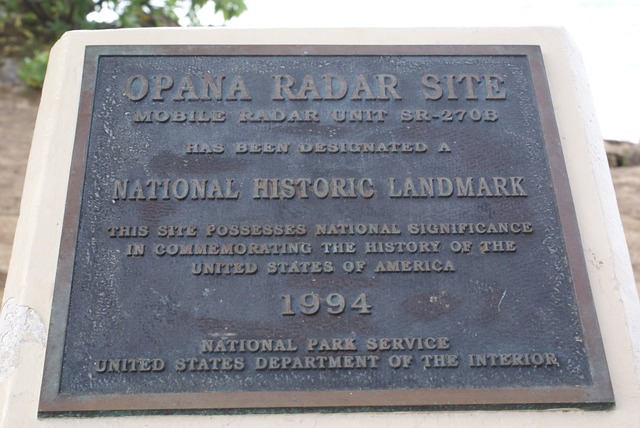 OPANA RADAR SITE
MOBILE RADAR UNIT SR-270B
HAS BEEN DESIGNATED A
NATIONAL HISTORIC LANDMARK
THIS SITE POSSESSES NATIONAL SIGNIFICANCE
IN COMMEMORATING THE HISTORY OF THE
UNITED STATES OF AMERICA
1994
NATIONAL PARK SERVICE
UNITED STATES DEPARTMENT OF THE INTERIOR